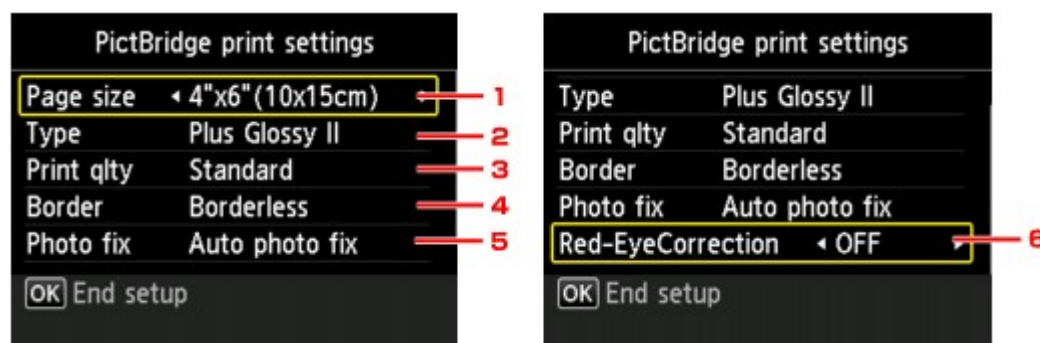 PictBridge print settings
Page size 4"x6"(10x15cm) 1
Type Plus Glossy II 2
Print qlty Standard 3
Border Borderless 4
Photo fix Auto photo fix 5
OK End setup
PictBridge print settings
Type Plus Glossy II
Print qlty Standard
Border Borderless
Photo fix Auto photo fix
Red-EyeCorrection OFF 6
OK End setup